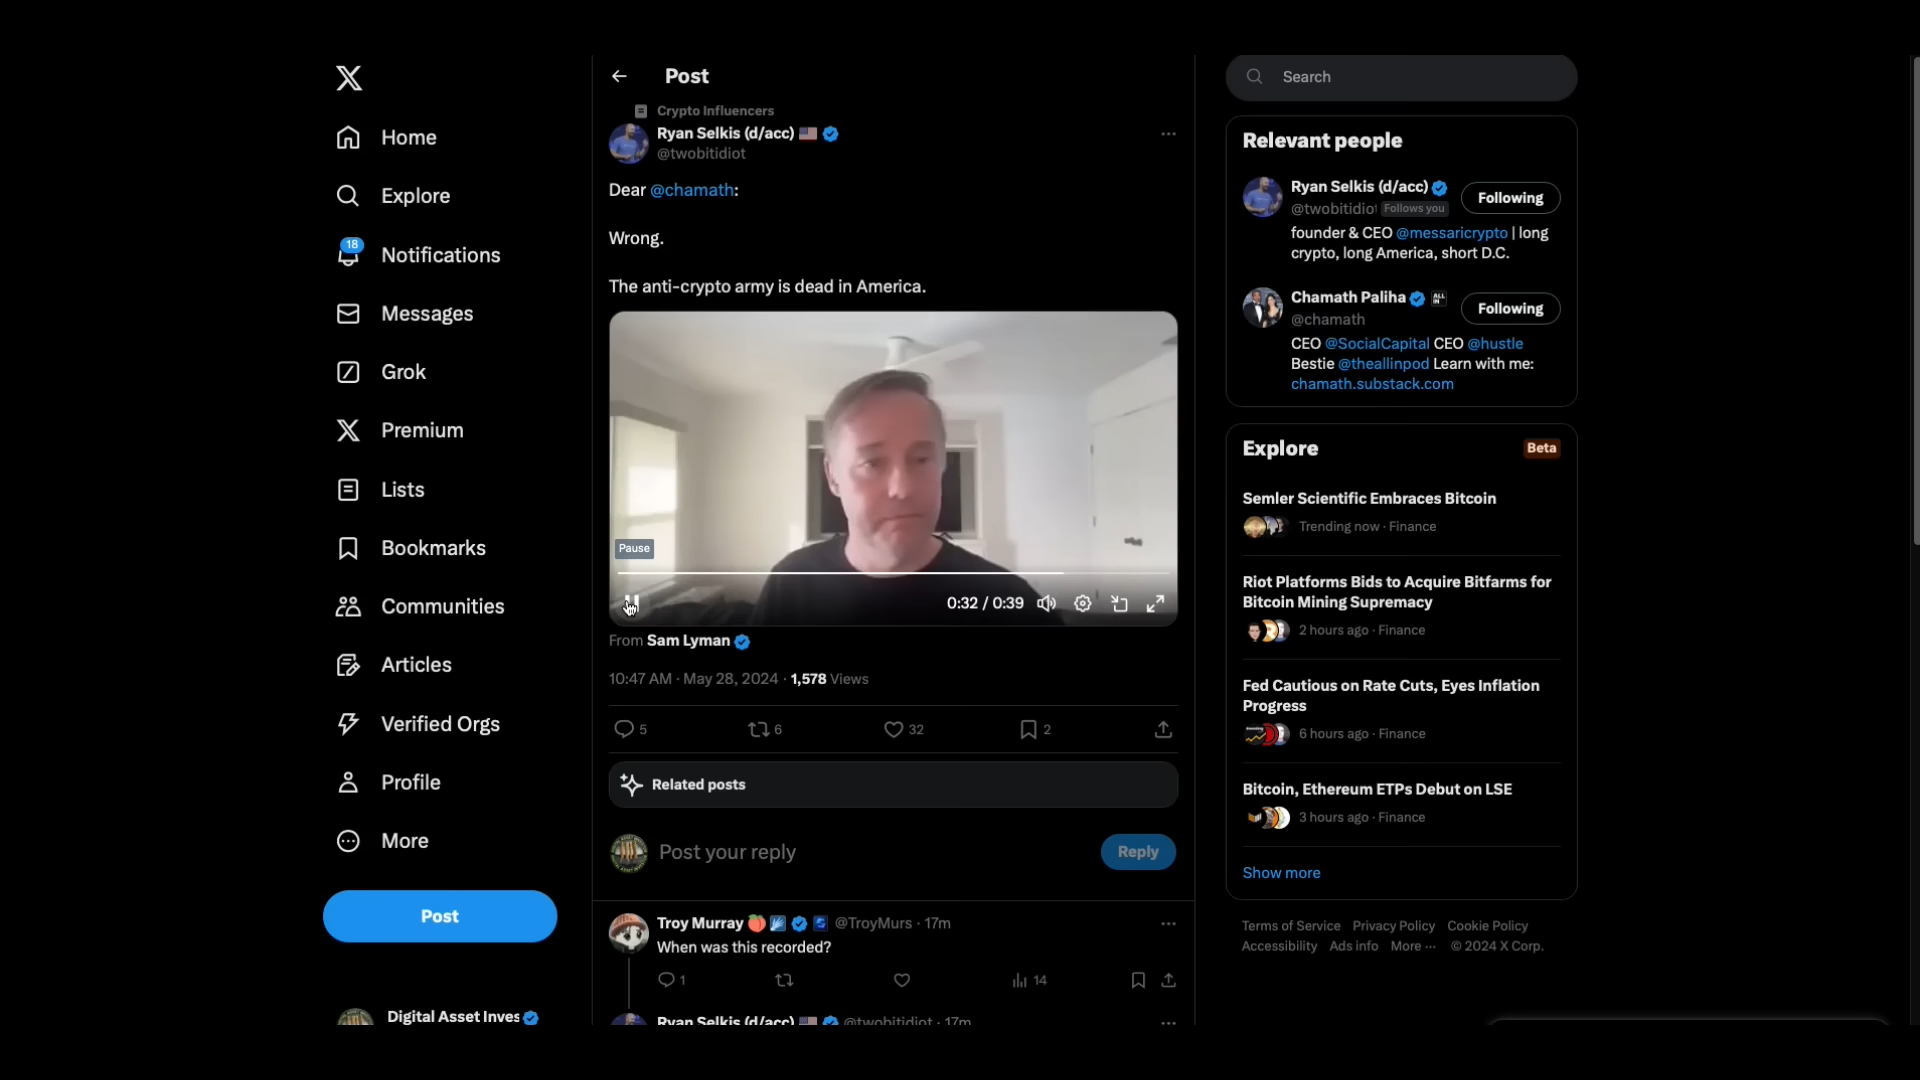 Home
Explore
18
Notifications
Messages
Grok
Premium
Lists
Bookmarks
Communities
Articles
Verified Orgs
Profile
More
Post
Digital Asset Inves
Post
Crypto Influencers
Ryan Selkis (d/acc)
@twobitidiot
Dear @chamath:
Wrong.
The anti-crypto army is dead in America.
Pause
0:32 / 0:39
From Sam Lyman
10:47 AM · May 28, 2024 · 1,578 Views
5 6 32 2
Related posts
Post your reply
Reply
Troy Murray @TroyMurs · 17m
When was this recorded?
1 14
Ryan Selkis (d/acc) @twobitidiot · 17m
Search
Relevant people
Ryan Selkis (d/acc)
Following
@twobitidiot Follows you
founder & CEO @messaricrypto | long
crypto, long America, short D.C.
Chamath Paliha ALL IN
Following
@chamath
CEO @SocialCapital CEO @hustle
Bestie @theallinpod Learn with me:
chamath.substack.com
Explore
Beta
Semler Scientific Embraces Bitcoin
Trending now · Finance
Riot Platforms Bids to Acquire Bitfarms for
Bitcoin Mining Supremacy
2 hours ago · Finance
Fed Cautious on Rate Cuts, Eyes Inflation
Progress
6 hours ago · Finance
Bitcoin, Ethereum ETPs Debut on LSE
3 hours ago · Finance
Show more
Terms of Service Privacy Policy Cookie Policy
Accessibility Ads info More ··· © 2024 X Corp.